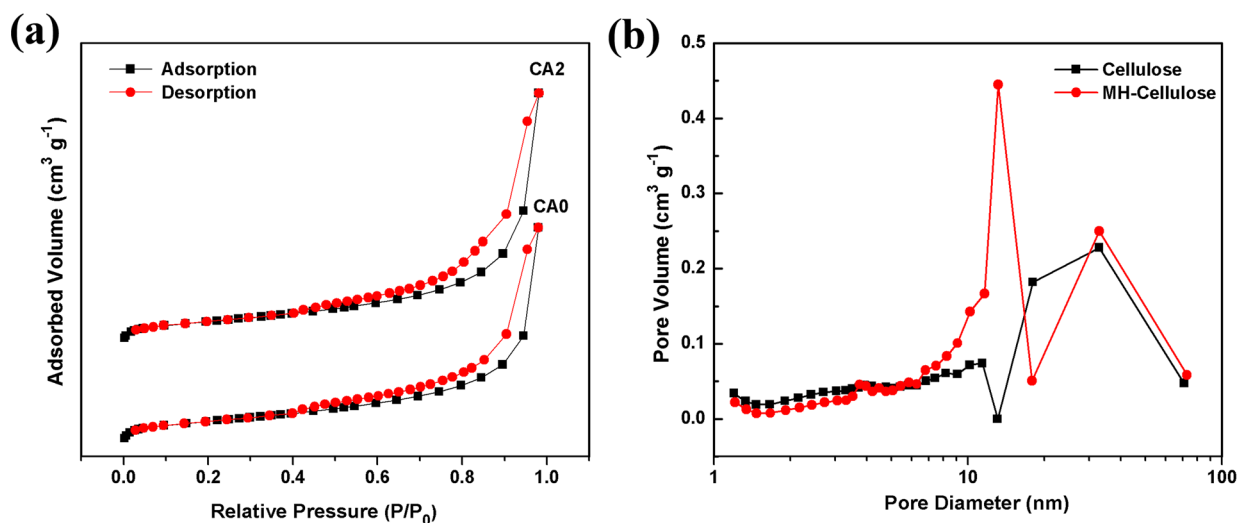 (a)
Adsorption
Desorption
CA2
CA0
Adsorbed Volume (cm³ g⁻¹)
0.0 0.2 0.4 0.6 0.8 1.0
Relative Pressure (P/P₀)
(b)
Cellulose
MH-Cellulose
Pore Volume (cm³ g⁻¹)
0.5
0.4
0.3
0.2
0.1
0.0
1 10 100
Pore Diameter (nm)